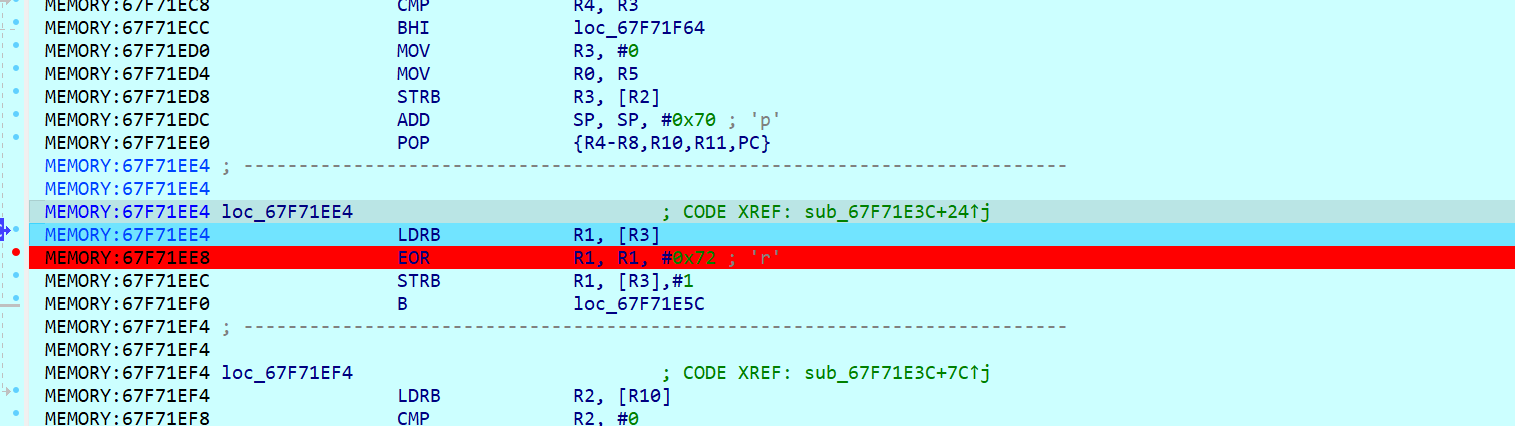 MEMORY:67F71EC8 CMP R4, R3
MEMORY:67F71ECC BHI loc_67F71F64
MEMORY:67F71ED0 MOV R3, #0
MEMORY:67F71ED4 MOV R0, R5
MEMORY:67F71ED8 STRB R3, [R2]
MEMORY:67F71EDC ADD SP, SP, #0x70 ; 'p'
MEMORY:67F71EE0 POP {R4-R8,R10,R11,PC}
MEMORY:67F71EE4 ; ---------------------------------------------------------------------------
MEMORY:67F71EE4
MEMORY:67F71EE4 loc_67F71EE4 ; CODE XREF: sub_67F71E3C+24↑j
MEMORY:67F71EE4 LDRB R1, [R3]
MEMORY:67F71EE8 EOR R1, R1, #0x72 ; 'r'
MEMORY:67F71EEC STRB R1, [R3],#1
MEMORY:67F71EF0 B loc_67F71E5C
MEMORY:67F71EF4 ; ---------------------------------------------------------------------------
MEMORY:67F71EF4
MEMORY:67F71EF4 loc_67F71EF4 ; CODE XREF: sub_67F71E3C+7C↑j
MEMORY:67F71EF4 LDRB R2, [R10]
MEMORY:67F71EF8 CMP R2, #0